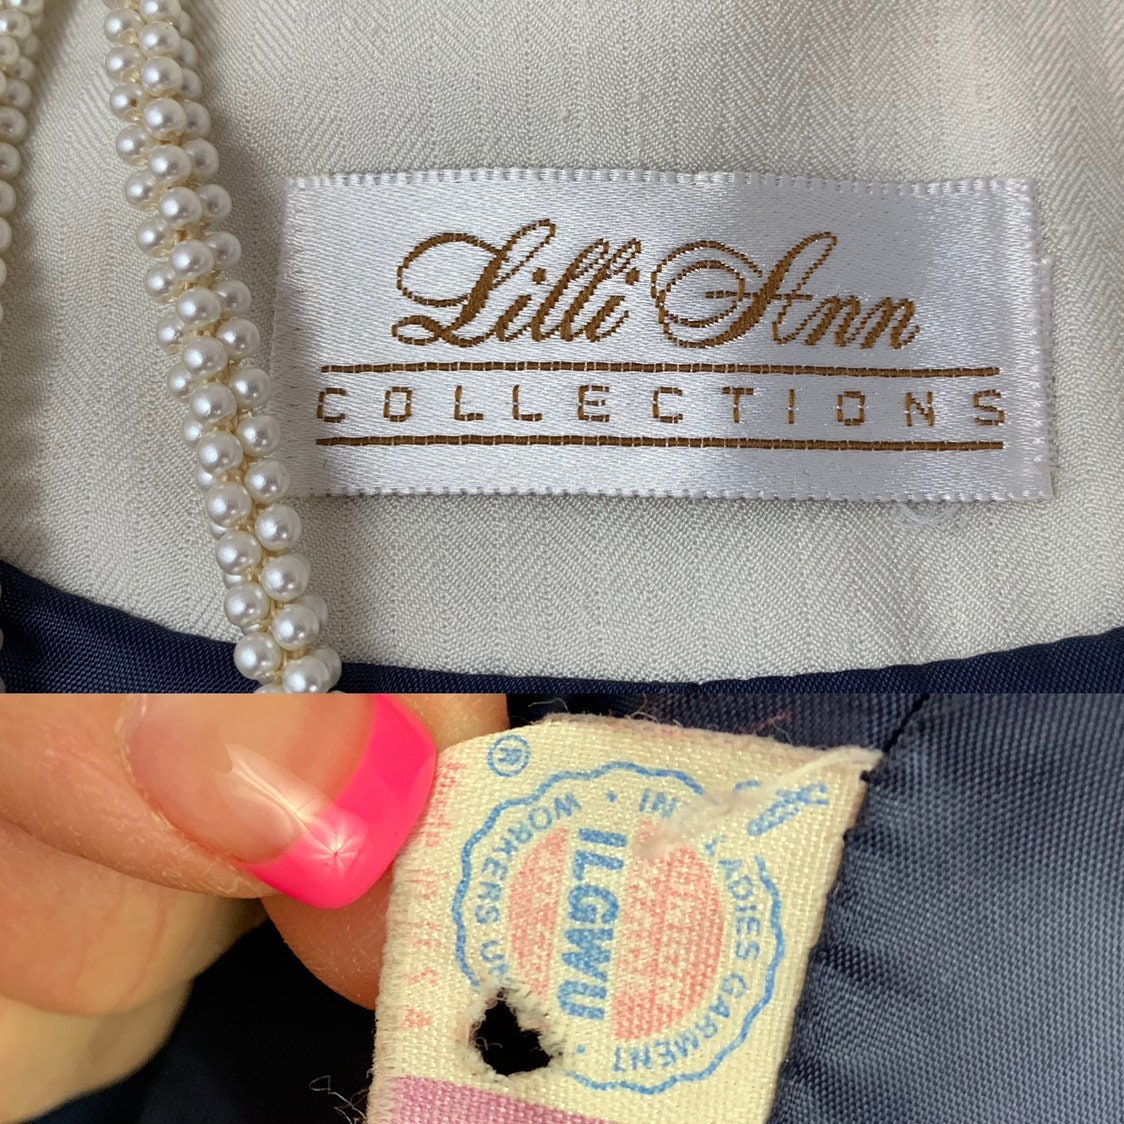 Lilli Ann
COLLECTIONS
®
LADIES GARMENT
WORKERS
ILGWU